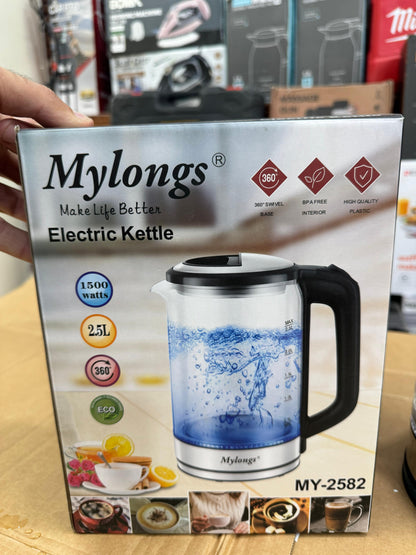 Mylongs®
Make Life Better
Electric Kettle
360°
360° SWIVEL
BASE
BPA FREE
INTERIOR
HIGH QUALITY
PLASTIC
1500
watts
2.5L
360°
ECO
MAX
Mylongs®
MY-2582